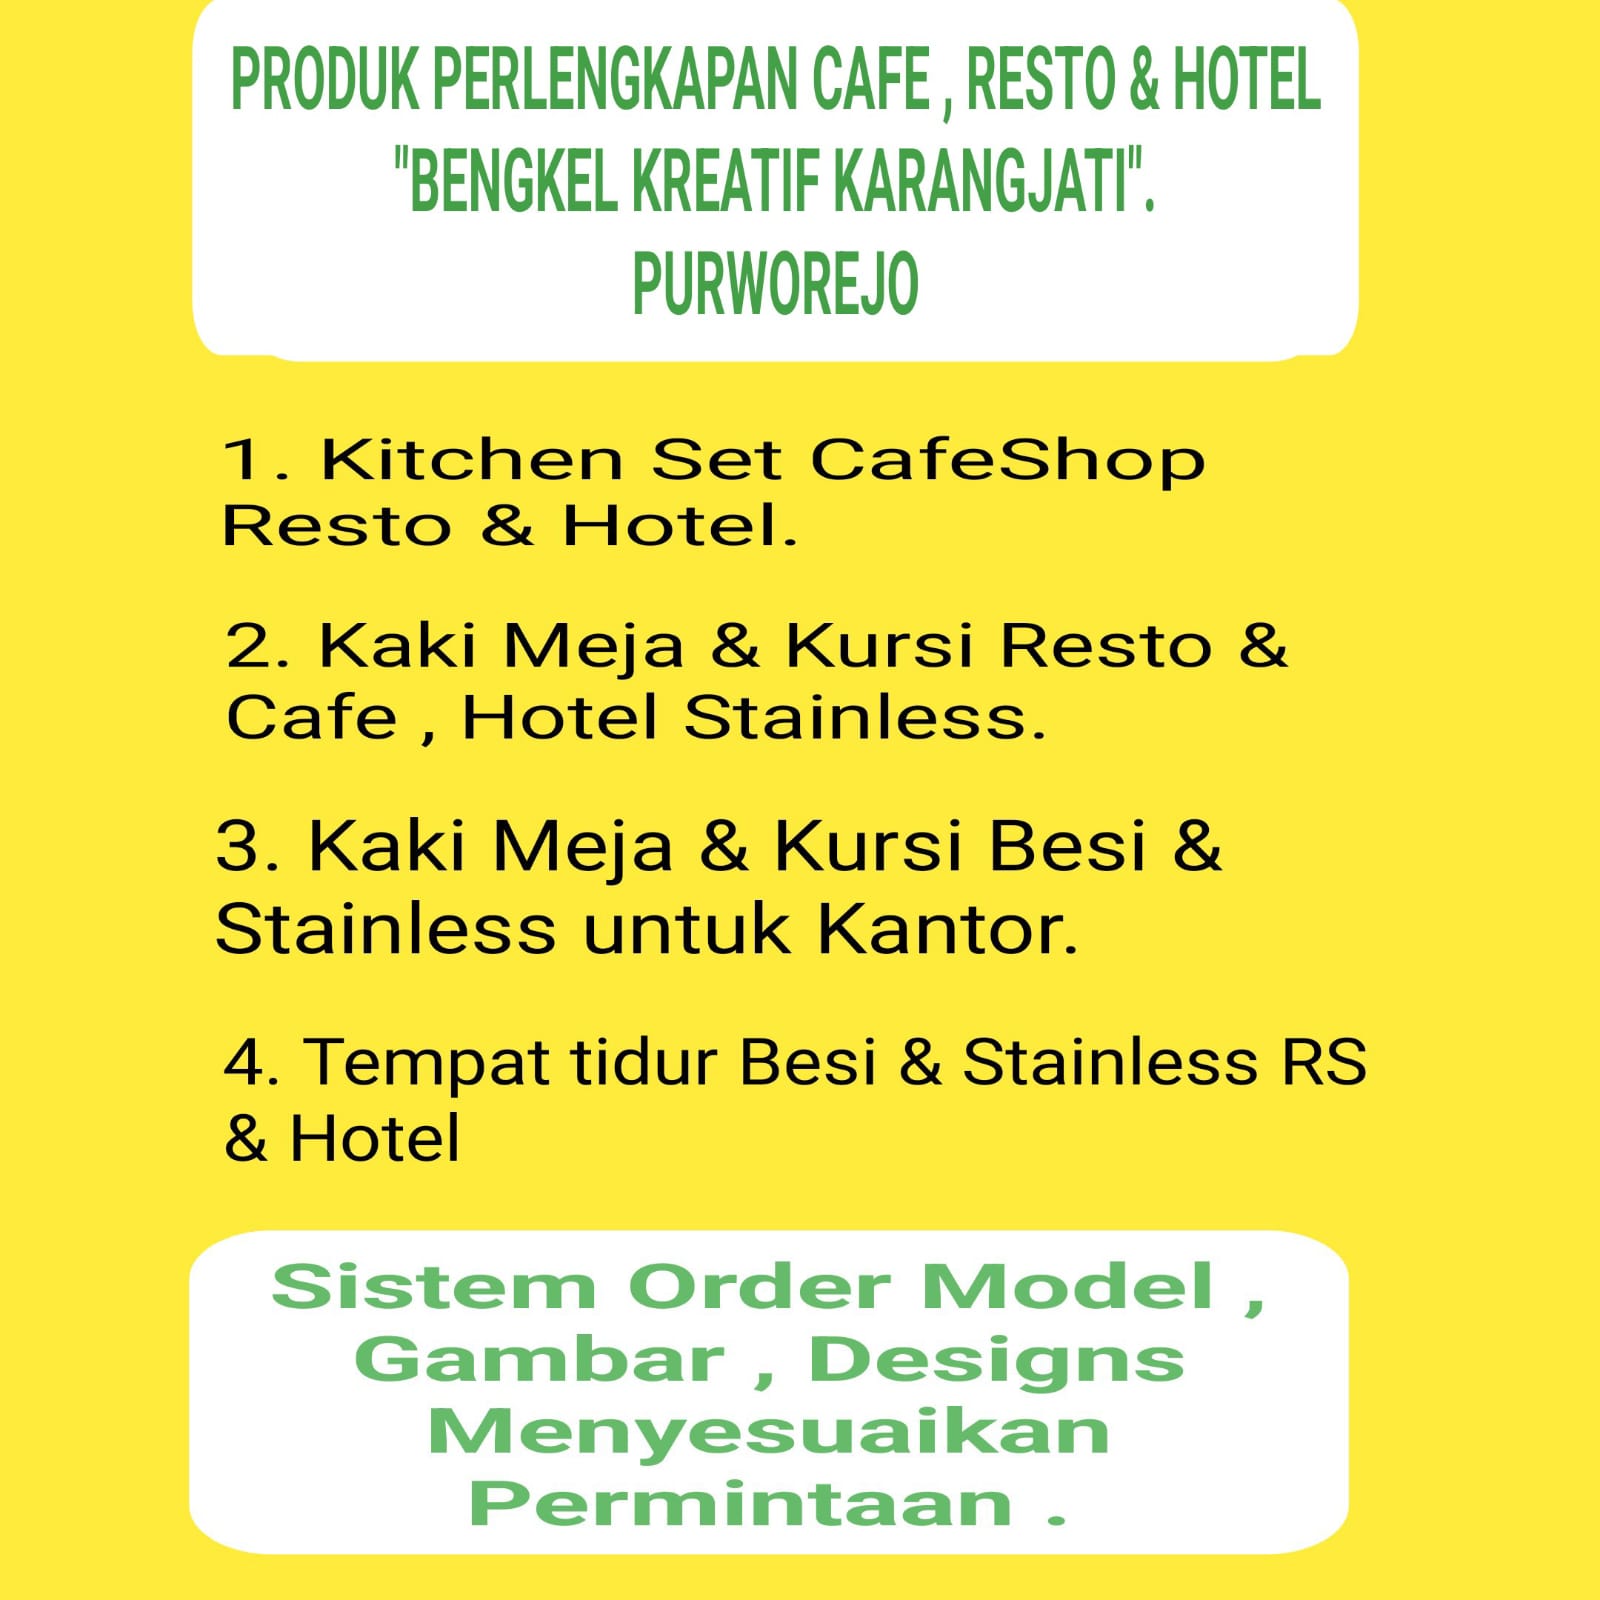 PRODUK PERLENGKAPAN CAFE , RESTO & HOTEL
"BENGKEL KREATIF KARANGJATI".
PURWOREJO
1. Kitchen Set CafeShop
Resto & Hotel.
2. Kaki Meja & Kursi Resto &
Cafe , Hotel Stainless.
3. Kaki Meja & Kursi Besi &
Stainless untuk Kantor.
4. Tempat tidur Besi & Stainless RS
& Hotel
Sistem Order Model ,
Gambar , Designs
Menyesuaikan
Permintaan .